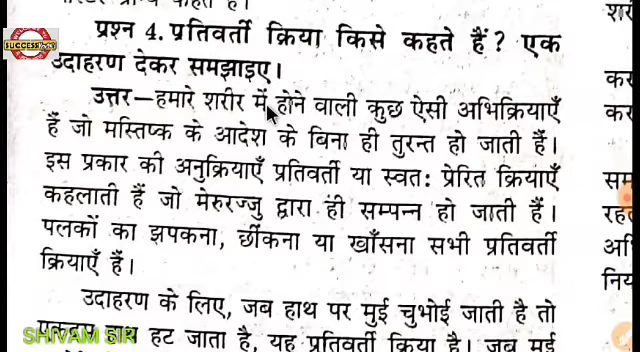 प्रश्न 4. प्रतिवर्ती क्रिया किसे कहते हैं? एक
उदाहरण देकर समझाइए।
उत्तर—हमारे शरीर में होने वाली कुछ ऐसी अभिक्रियाएँ
हैं जो मस्तिष्क के आदेश के बिना ही तुरन्त हो जाती हैं।
इस प्रकार की अनुक्रियाएँ प्रतिवर्ती या स्वतः प्रेरित क्रियाएँ
कहलाती हैं जो मेरुरज्जु द्वारा ही सम्पन्न हो जाती हैं।
पलकों का झपकना, छींकना या खाँसना सभी प्रतिवर्ती
क्रियाएँ हैं।
उदाहरण के लिए, जब हाथ पर मुई चुभोई जाती है तो
हाथ हट जाता है, यह प्रतिवर्ती क्रिया है। जब मुई
SUCCESS
SHIVAM SIR